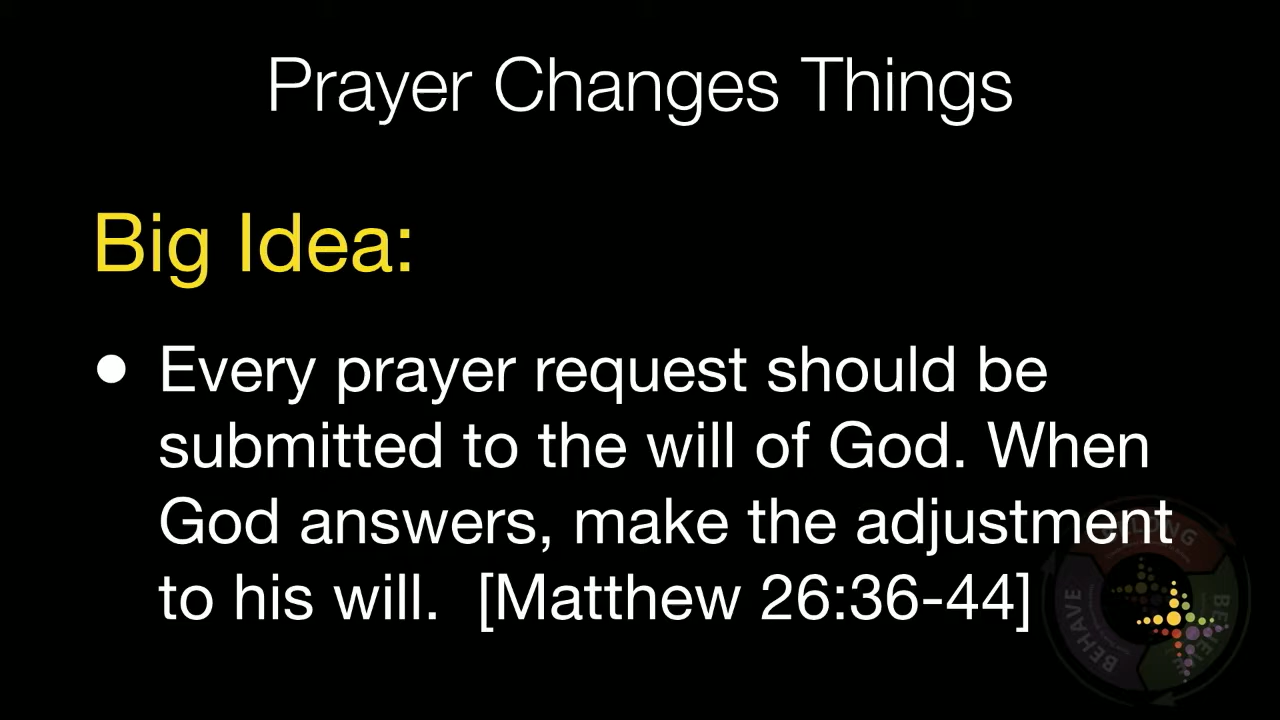 Prayer Changes Things
Big Idea:
• Every prayer request should be
submitted to the will of God. When
God answers, make the adjustment
to his will. [Matthew 26:36-44]
BEHAVE